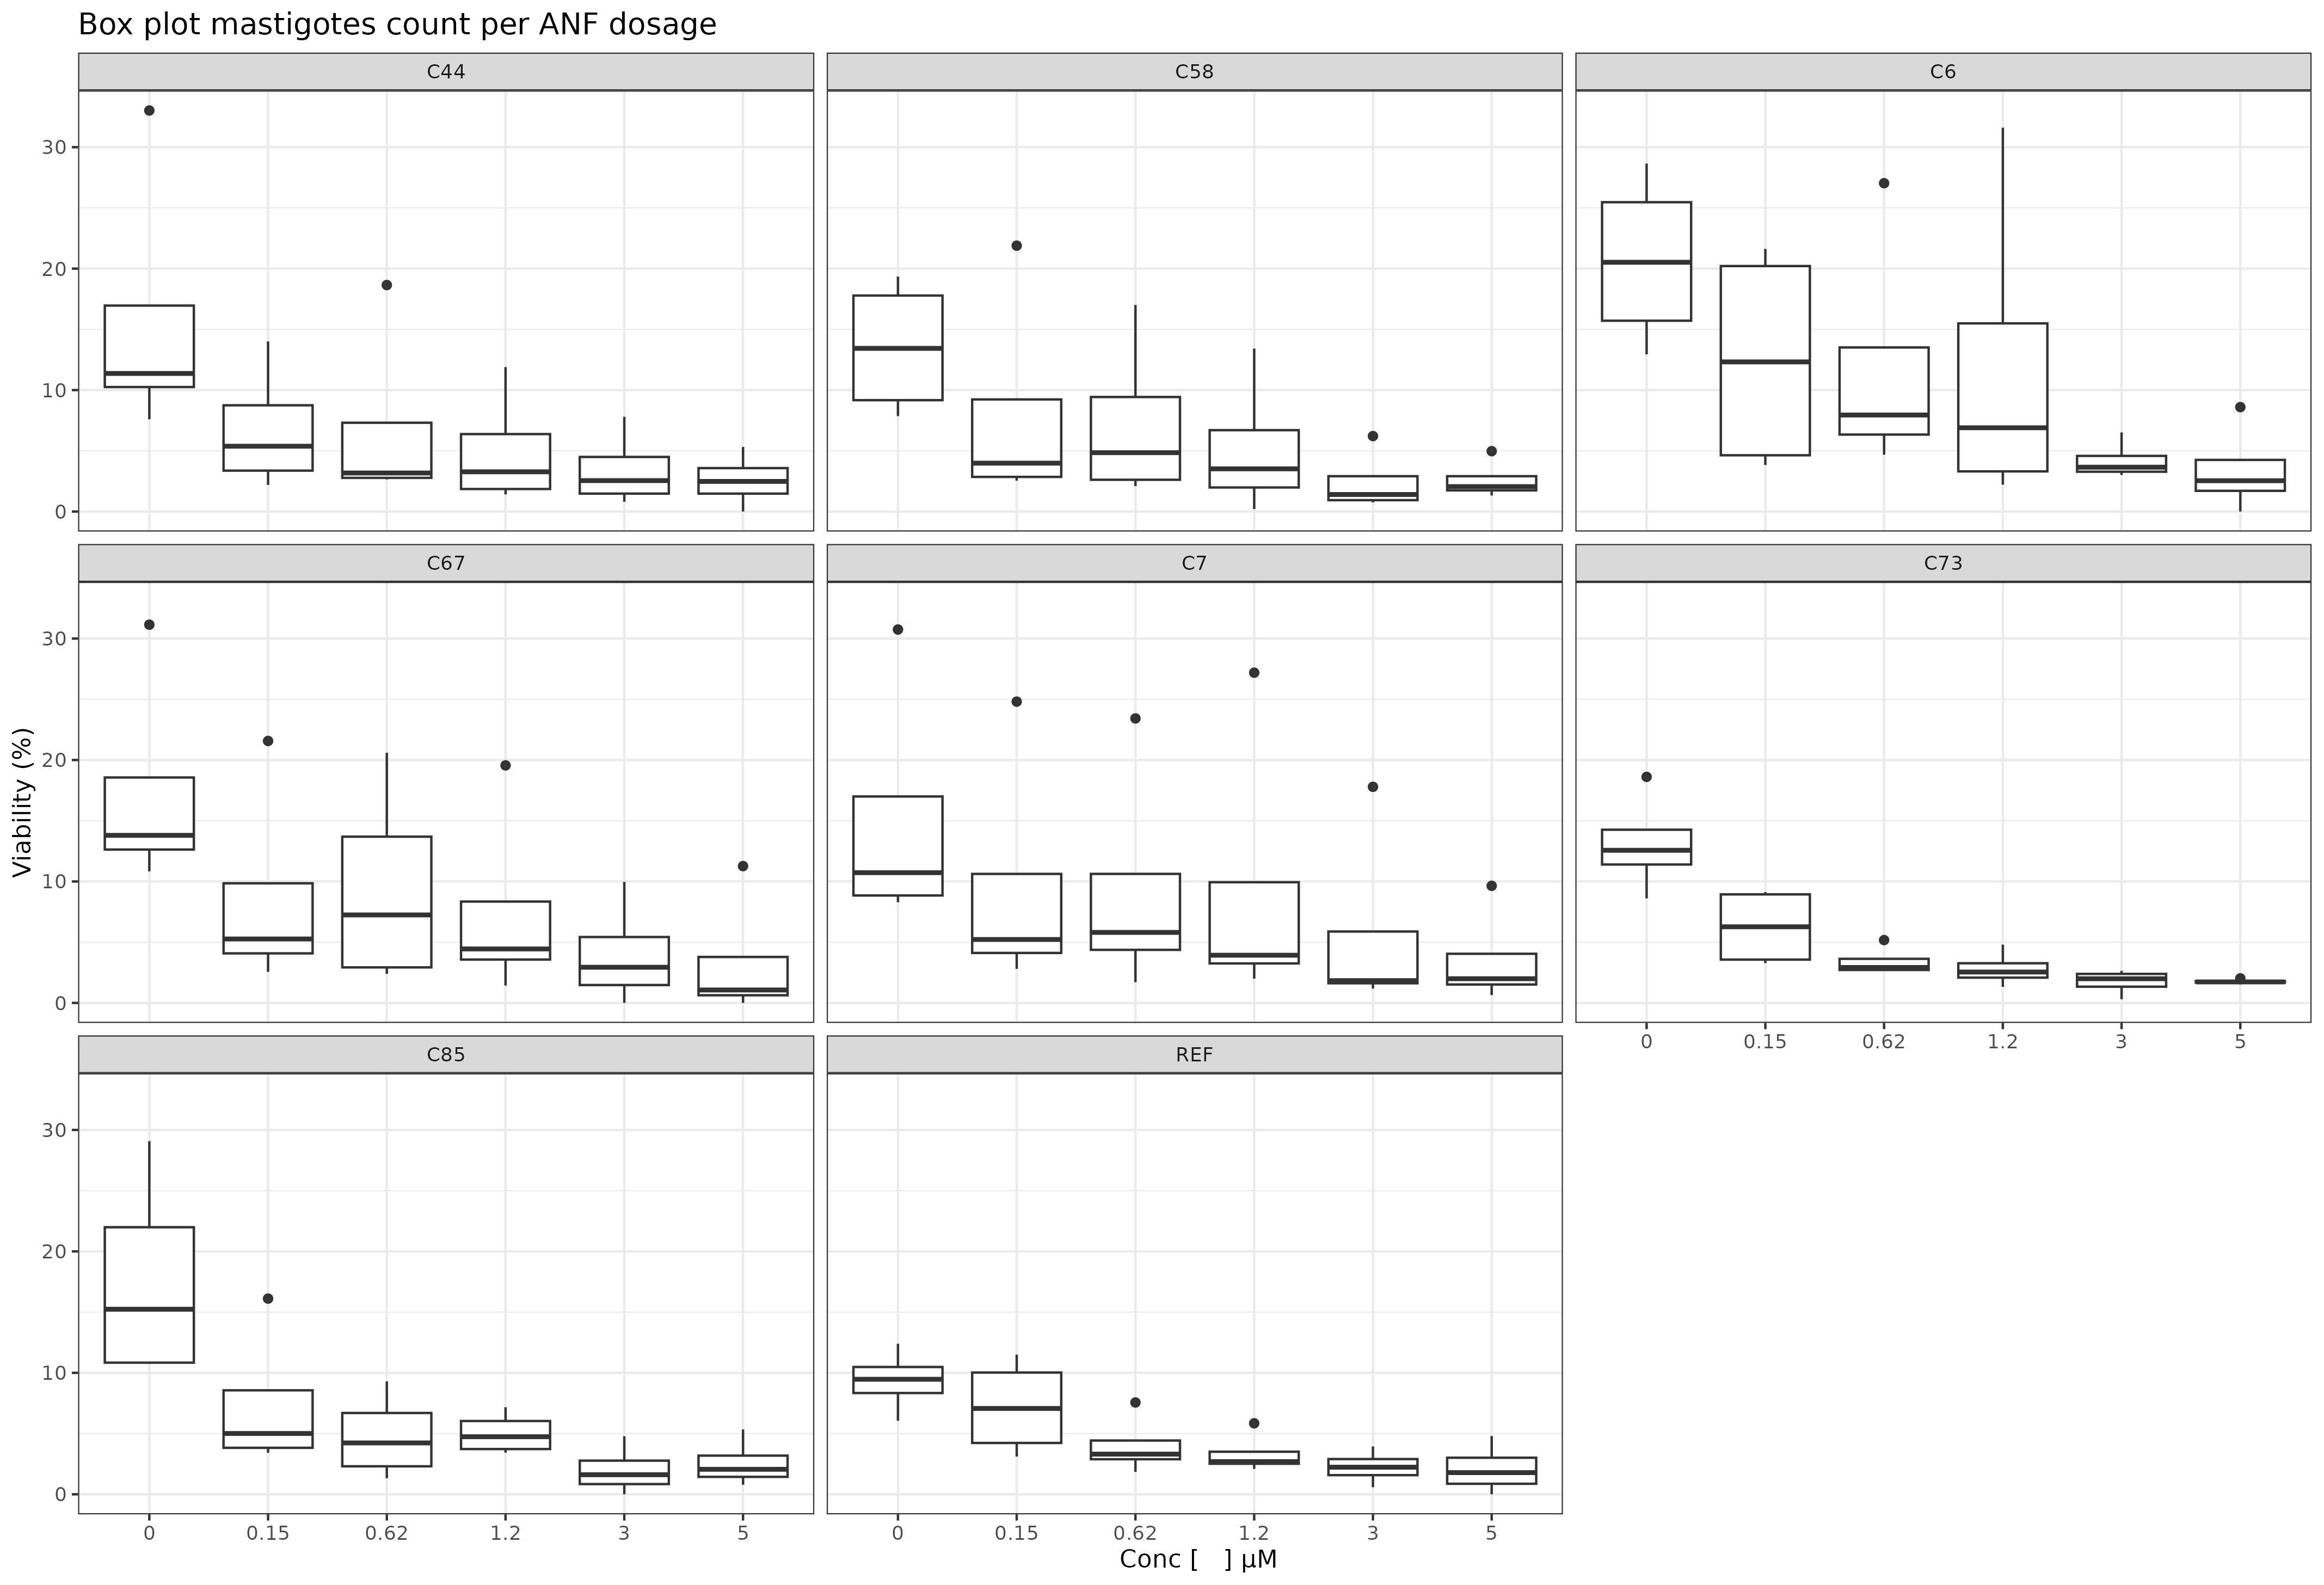 Box plot mastigotes count per ANF dosage
C44 C58 C6
30
20
10
0
C67 C7 C73
30
20
10
0
0 0.15 0.62 1.2 3 5
Viability (%)
C85 REF
30
20
10
0
0 0.15 0.62 1.2 3 5 0 0.15 0.62 1.2 3 5
Conc [   ] µM